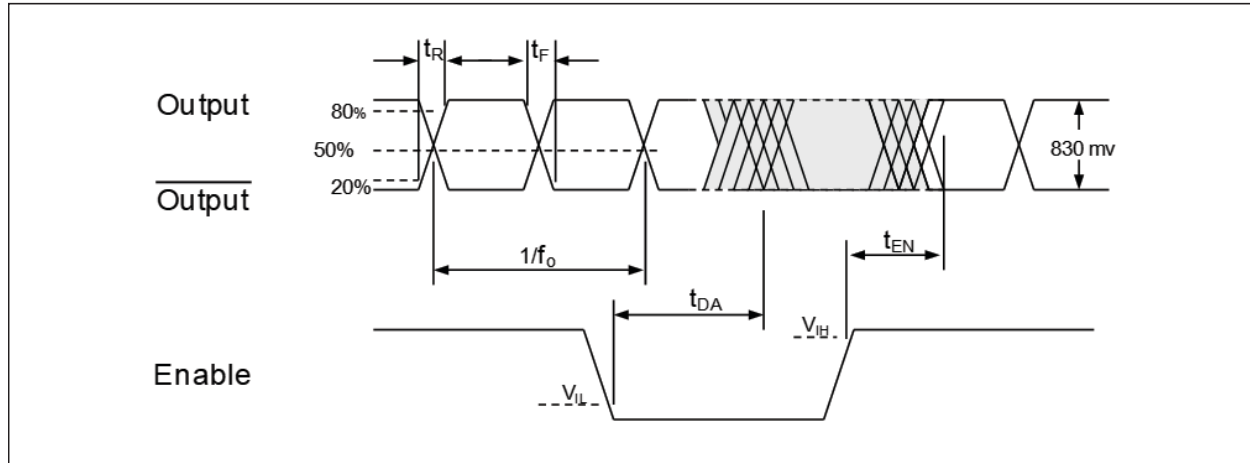 tR
tF
Output
80%
50%
830 mv
20%
Output
tEN
1/fo
tDA
VIH
Enable
VIL